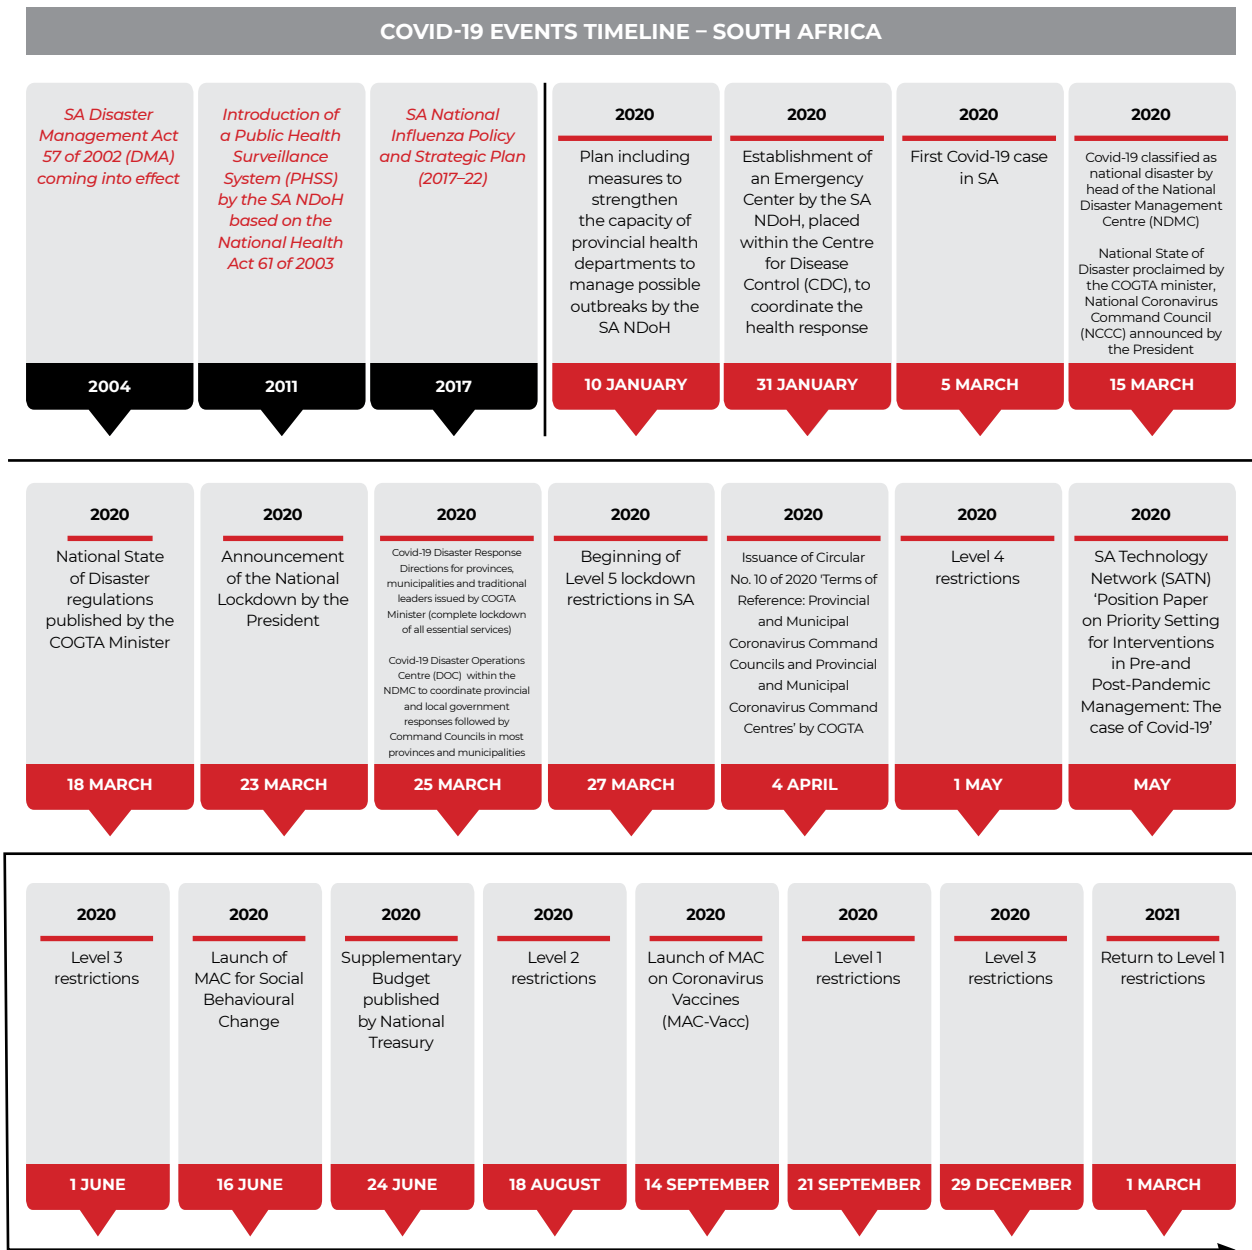 COVID-19 EVENTS TIMELINE – SOUTH AFRICA
SA Disaster
Management Act
57 of 2002 (DMA)
coming into effect
2004
Introduction of
a Public Health
Surveillance
System (PHSS)
by the SA NDoH
based on the
National Health
Act 61 of 2003
2011
SA National
Influenza Policy
and Strategic Plan
(2017–22)
2017
2020
Plan including
measures to
strengthen
the capacity of
provincial health
departments to
manage possible
outbreaks by the
SA NDoH
10 JANUARY
2020
Establishment of
an Emergency
Center by the SA
NDoH, placed
within the Centre
for Disease
Control (CDC), to
coordinate the
health response
31 JANUARY
2020
First Covid-19 case
in SA
5 MARCH
2020
Covid-19 classified as
national disaster by
head of the National
Disaster Management
Centre (NDMC)
National State of
Disaster proclaimed by
the COGTA minister,
National Coronavirus
Command Council
(NCCC) announced by
the President
15 MARCH
2020
National State
of Disaster
regulations
published by the
COGTA Minister
18 MARCH
2020
Announcement
of the National
Lockdown by the
President
23 MARCH
2020
Covid-19 Disaster Response
Directions for provinces,
municipalities and traditional
leaders issued by COGTA
Minister (complete lockdown
of all essential services)
Covid-19 Disaster Operations
Centre (DOC) within the
NDMC to coordinate provincial
and local government
responses followed by
Command Councils in most
provinces and municipalities
25 MARCH
2020
Beginning of
Level 5 lockdown
restrictions in SA
27 MARCH
2020
Issuance of Circular
No. 10 of 2020 'Terms of
Reference: Provincial
and Municipal
Coronavirus Command
Councils and Provincial
and Municipal
Coronavirus Command
Centres' by COGTA
4 APRIL
2020
Level 4
restrictions
1 MAY
2020
SA Technology
Network (SATN)
‘Position Paper
on Priority Setting
for Interventions
in Pre-and
Post-Pandemic
Management: The
case of Covid-19’
MAY
2020
Level 3
restrictions
1 JUNE
2020
Launch of
MAC for Social
Behavioural
Change
16 JUNE
2020
Supplementary
Budget
published
by National
Treasury
24 JUNE
2020
Level 2
restrictions
18 AUGUST
2020
Launch of MAC
on Coronavirus
Vaccines
(MAC-Vacc)
14 SEPTEMBER
2020
Level 1
restrictions
21 SEPTEMBER
2020
Level 3
restrictions
29 DECEMBER
2021
Return to Level 1
restrictions
1 MARCH